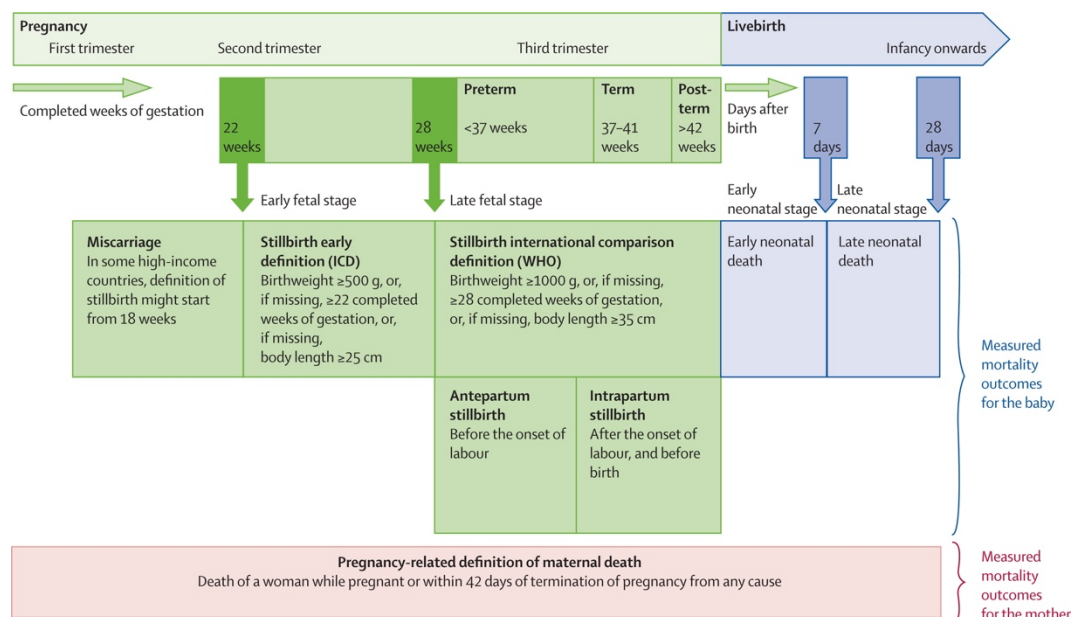 Pregnancy
Livebirth
First trimester
Second trimester
Third trimester
Infancy onwards
Completed weeks of gestation
22
weeks
28
weeks
Preterm
<37 weeks
Term
37–41
weeks
Post-
term
>42
weeks
Days after
birth
7
days
28
days
Early fetal stage
Late fetal stage
Early
neonatal stage
Late
neonatal stage
Miscarriage
In some high-income
countries, definition of
stillbirth might start
from 18 weeks
Stillbirth early
definition (ICD)
Birthweight ≥500 g, or,
if missing, ≥22 completed
weeks of gestation, or,
if missing,
body length ≥25 cm
Stillbirth international comparison
definition (WHO)
Birthweight ≥1000 g, or, if missing,
≥28 completed weeks of gestation,
or, if missing, body length ≥35 cm
Early neonatal
death
Late neonatal
death
Antepartum
stillbirth
Before the onset of
labour
Intrapartum
stillbirth
After the onset of
labour, and before
birth
Measured
mortality
outcomes
for the baby
Pregnancy-related definition of maternal death
Death of a woman while pregnant or within 42 days of termination of pregnancy from any cause
Measured
mortality
outcomes
for the mother